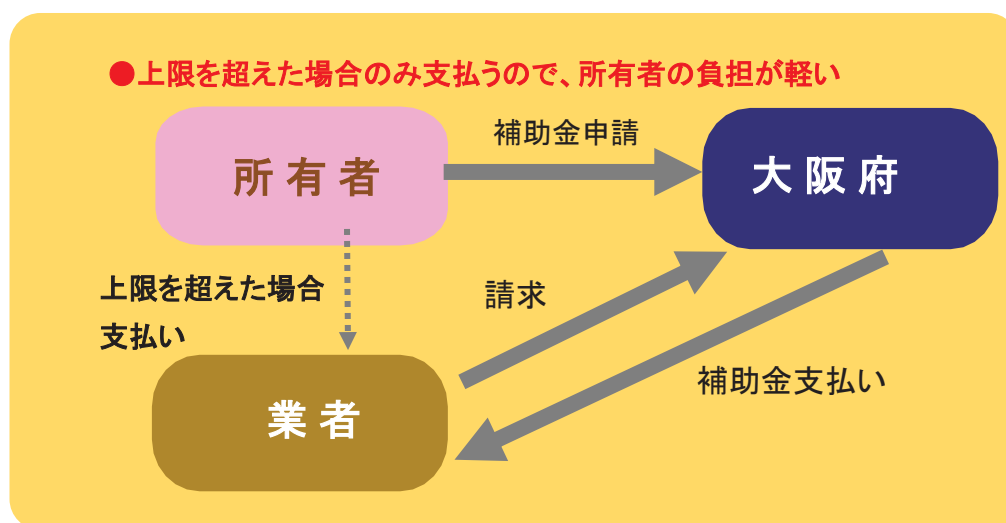 ●上限を超えた場合のみ支払うので、所有者の負担が軽い
補助金申請
所有者
大阪府
上限を超えた場合
支払い
請求
補助金支払い
業者